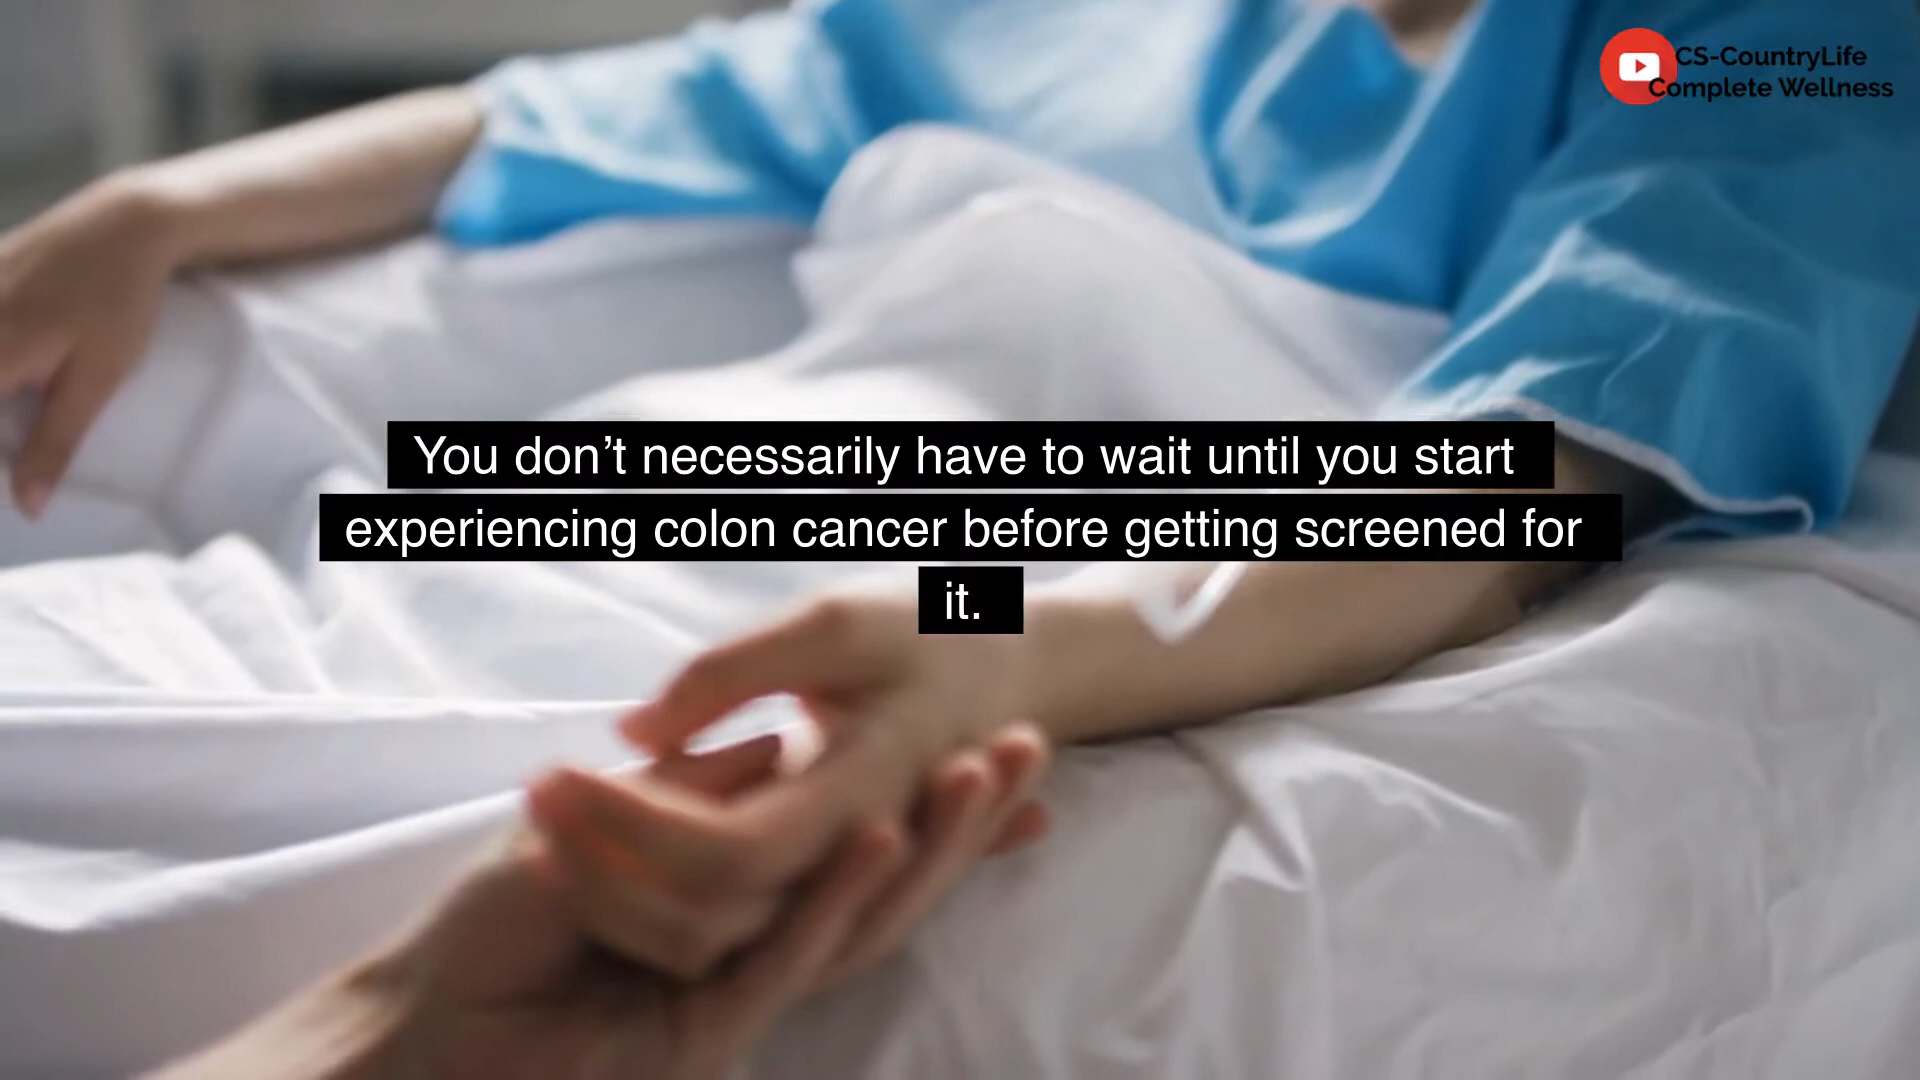 CS-CountryLife
Complete Wellness
You don’t necessarily have to wait until you start
experiencing colon cancer before getting screened for
it.